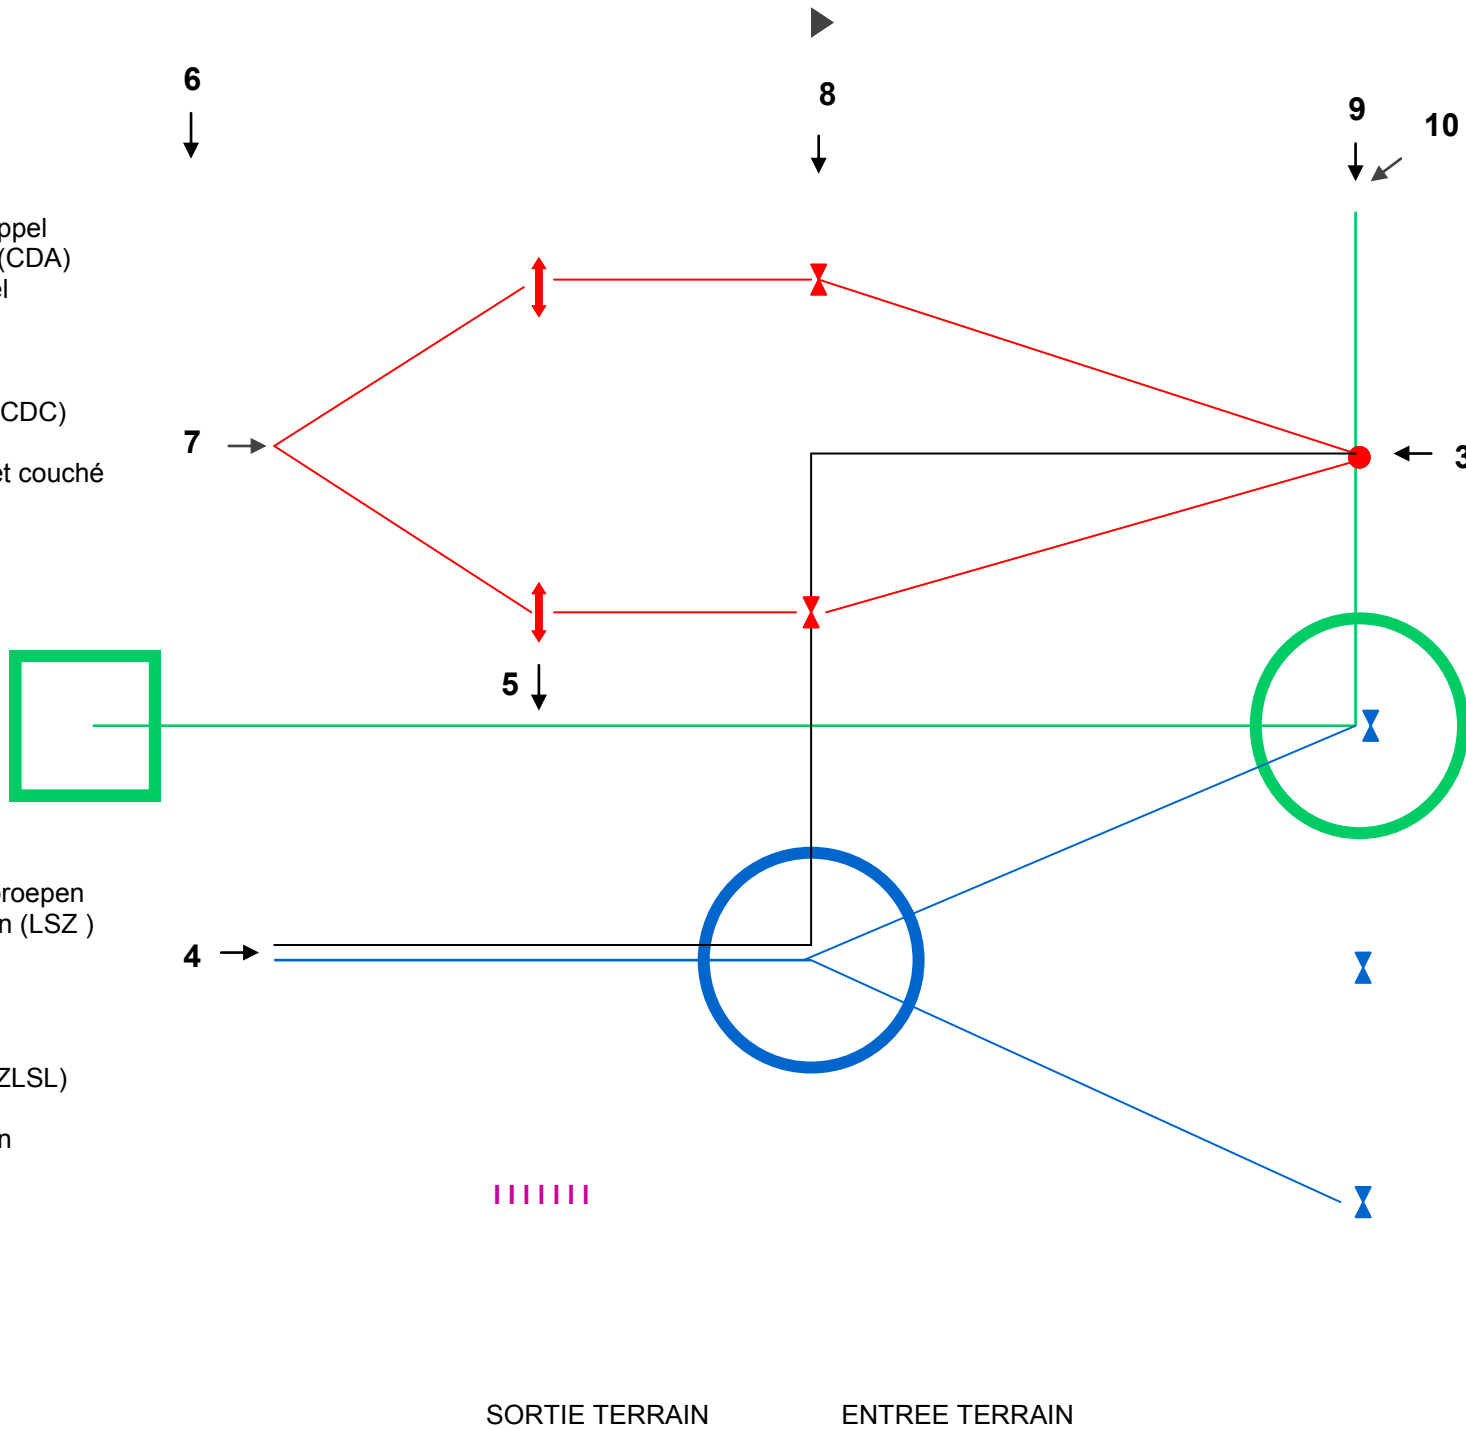 6
8
9
10
ppel
(CDA)
el
CDC)
7
3
et couché
5
proepen
n (LSZ )
4
ZLSL)
n
SORTIE TERRAIN
ENTREE TERRAIN